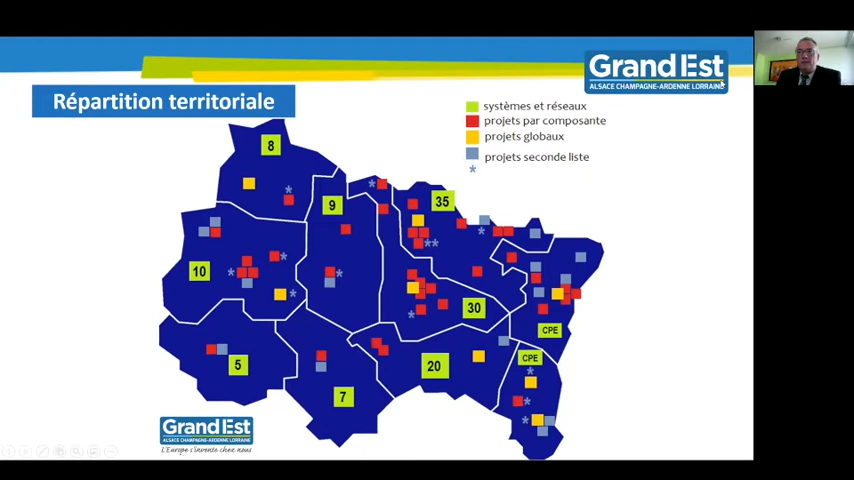 Grand Est
ALSACE CHAMPAGNE-ARDENNE LORRAINE
Répartition territoriale
systèmes et réseaux
projets par composante
projets globaux
projets seconde liste
*
8
9
35
10
30
CPE
CPE
5
20
7
Grand Est
ALSACE CHAMPAGNE-ARDENNE LORRAINE
L'Europe s'invente chez nous